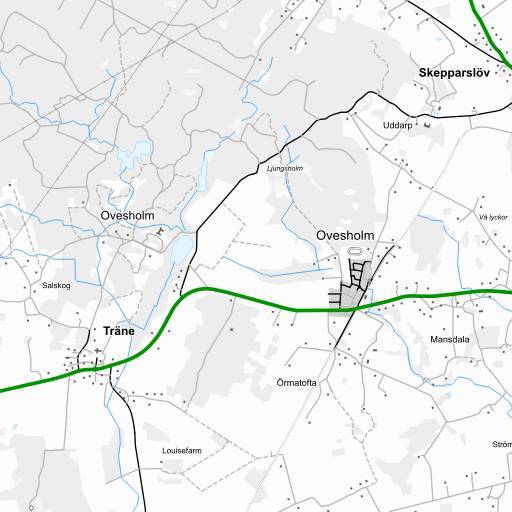 Skepparslöv
Uddarp
Ljungsholm
Ovesholm
Vä lyckor
Ovesholm
Salskog
Träne
Mansdala
Örmatofta
Louisefarm
Ström